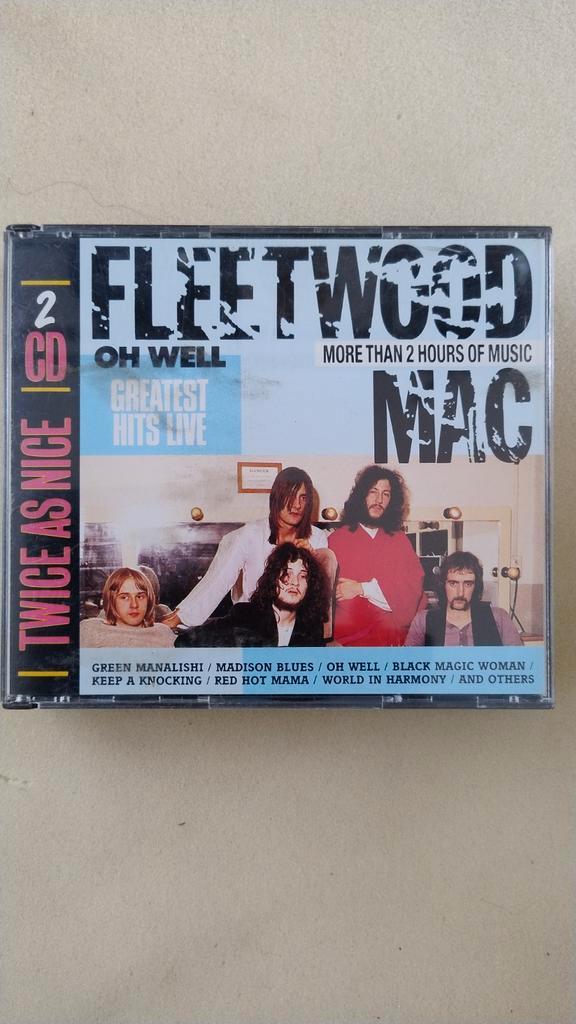 2
CD
TWICE AS NICE
FLEETWOOD
OH WELL
MORE THAN 2 HOURS OF MUSIC
MAC
GREATEST
HITS LIVE
DANGER
GREEN MANALISHI / MADISON BLUES / OH WELL / BLACK MAGIC WOMAN /
KEEP A KNOCKING / RED HOT MAMA / WORLD IN HARMONY / AND OTHERS